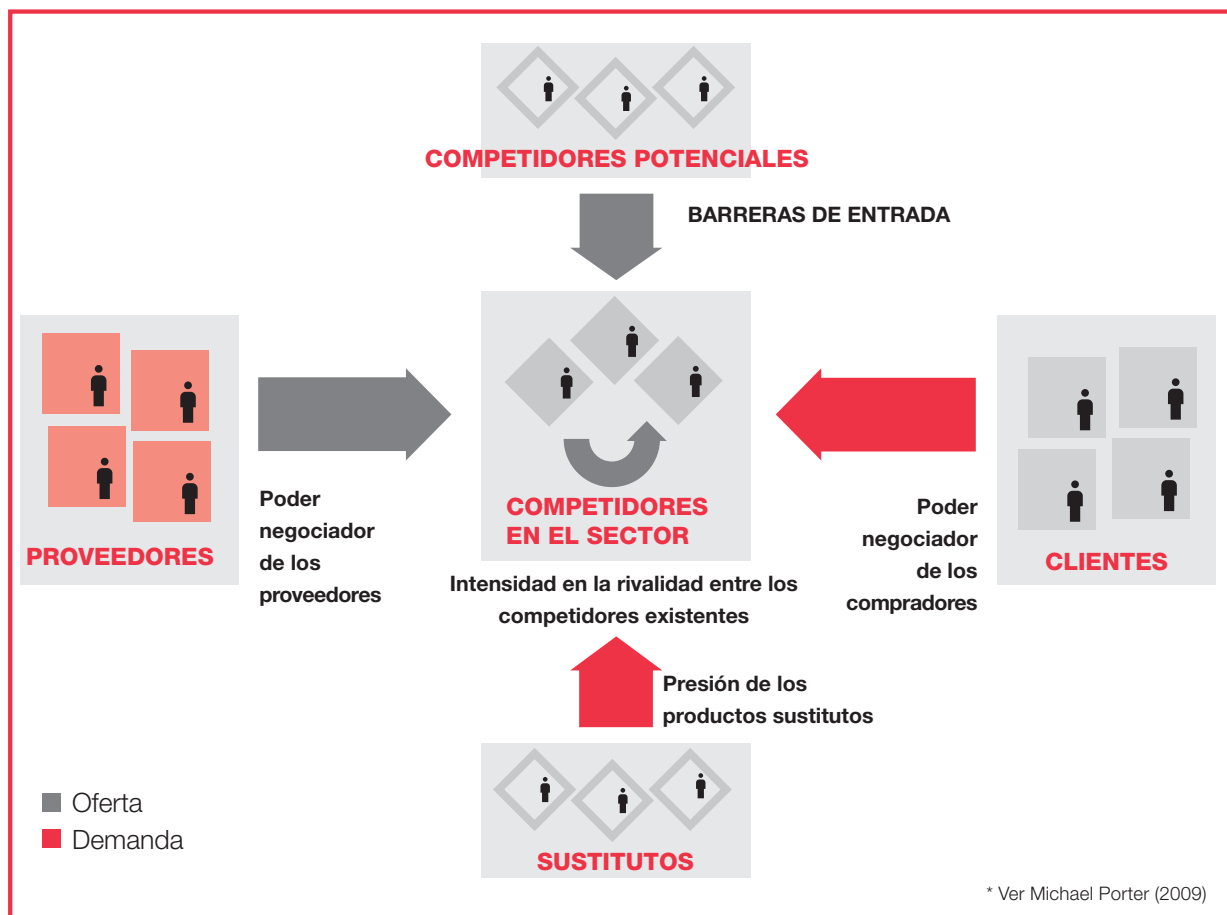 COMPETIDORES POTENCIALES
BARRERAS DE ENTRADA
PROVEEDORES
Poder
negociador
de los
proveedores
COMPETIDORES
EN EL SECTOR
Intensidad en la rivalidad entre los
competidores existentes
Poder
negociador
de los
compradores
CLIENTES
Presión de los
productos sustitutos
SUSTITUTOS
Oferta
Demanda
* Ver Michael Porter (2009)